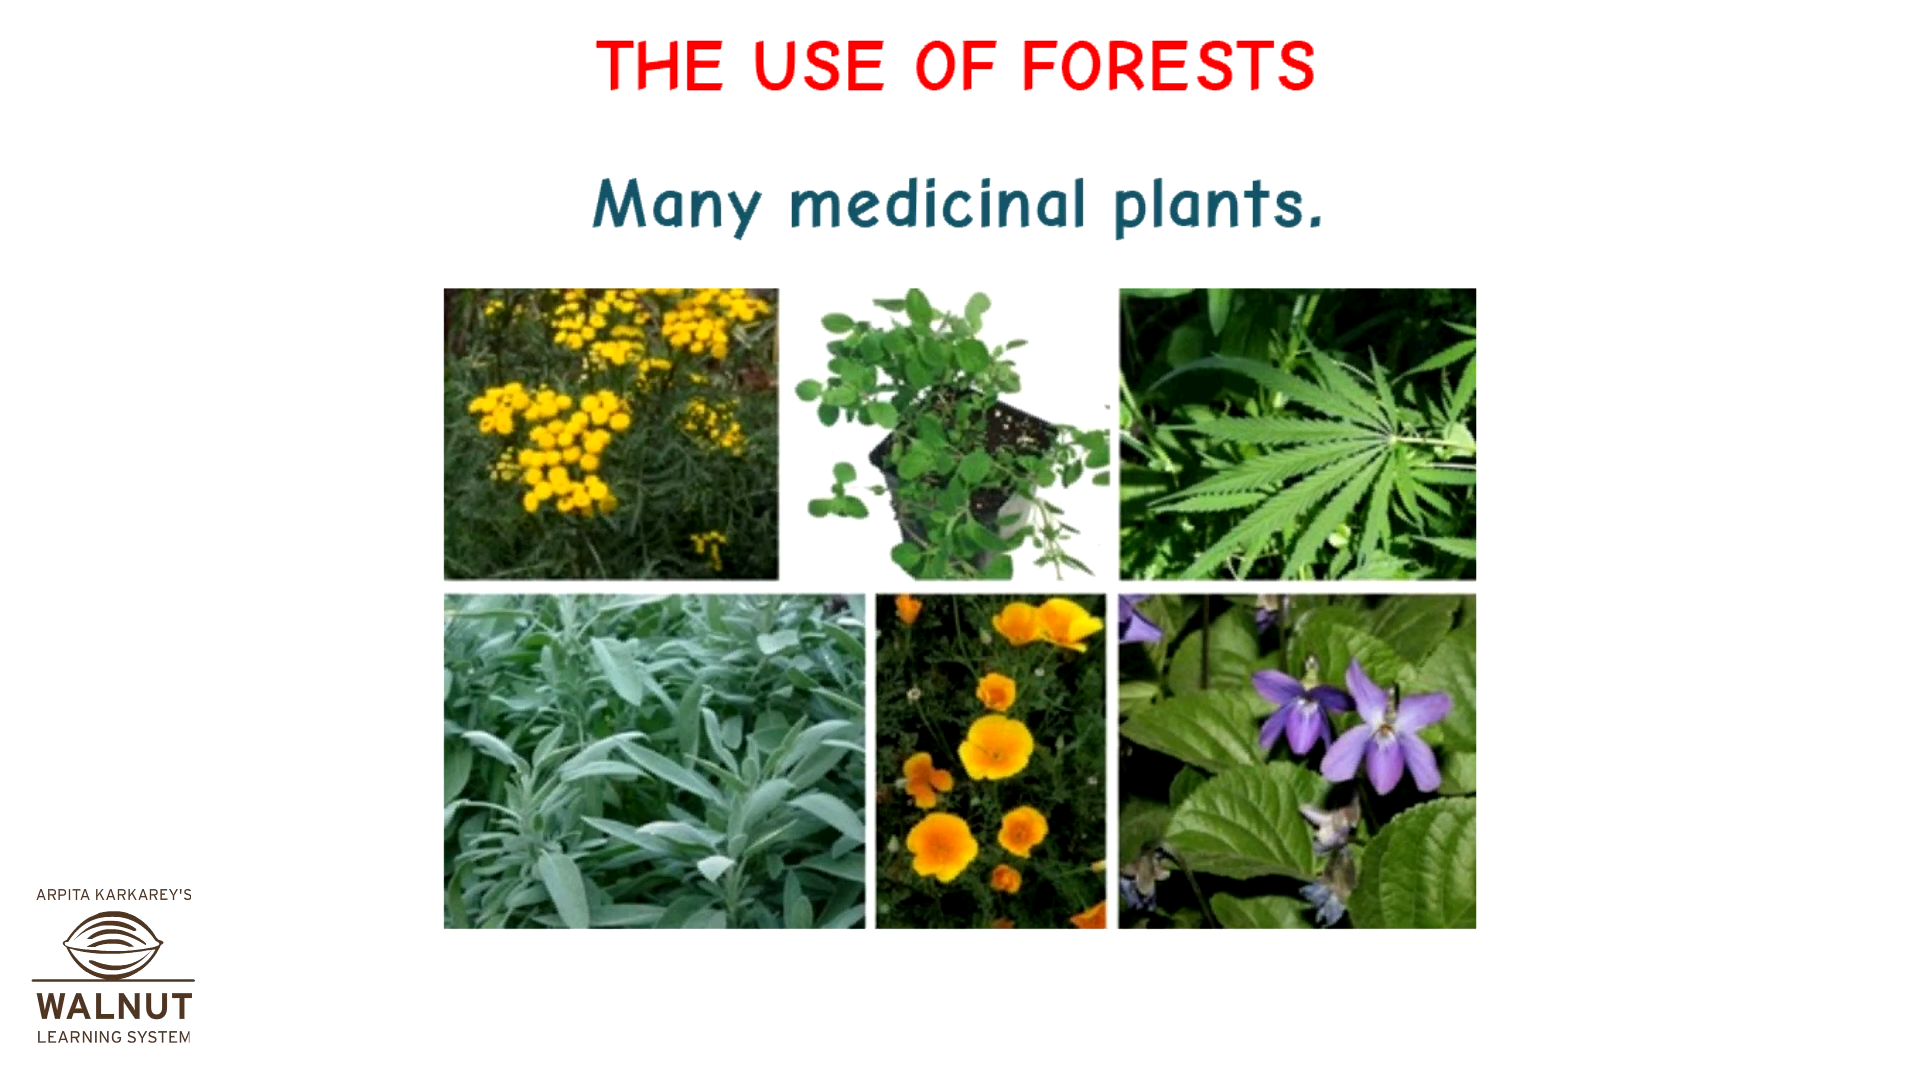 THE USE OF FORESTS
Many medicinal plants.
ARPITA KARKAREY'S
WALNUT
LEARNING SYSTEM